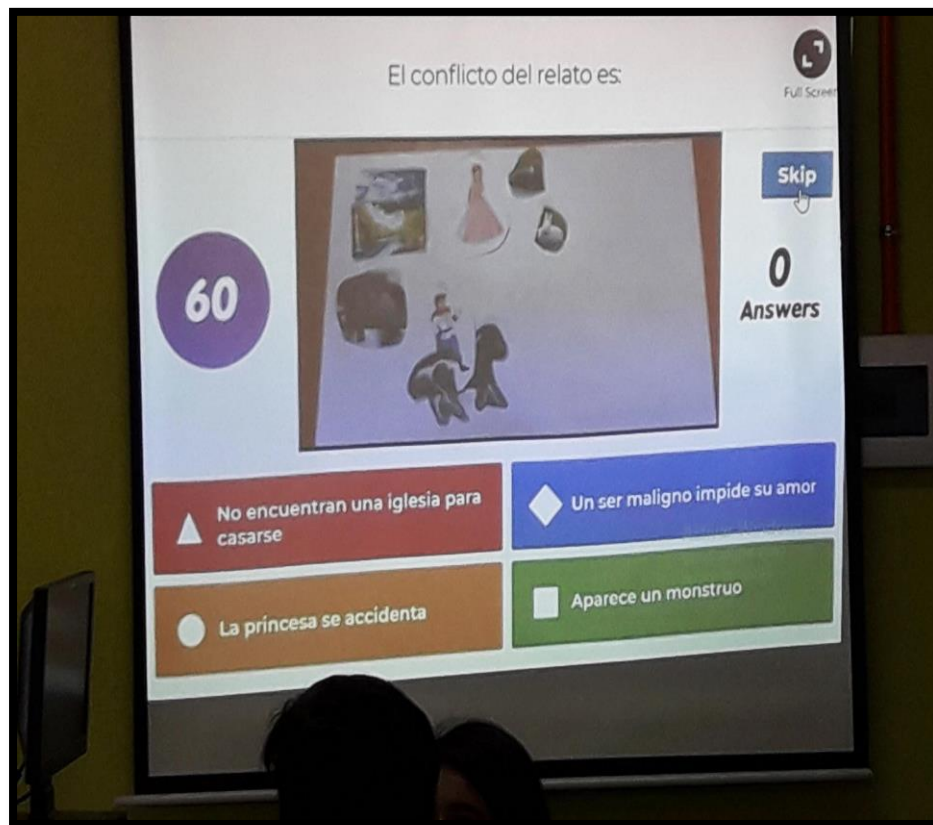 El conflicto del relato es:
Full Screen
Skip
60
0
Answers
No encuentran una iglesia para
casarse
Un ser maligno impide su amor
La princesa se accidenta
Aparece un monstruo